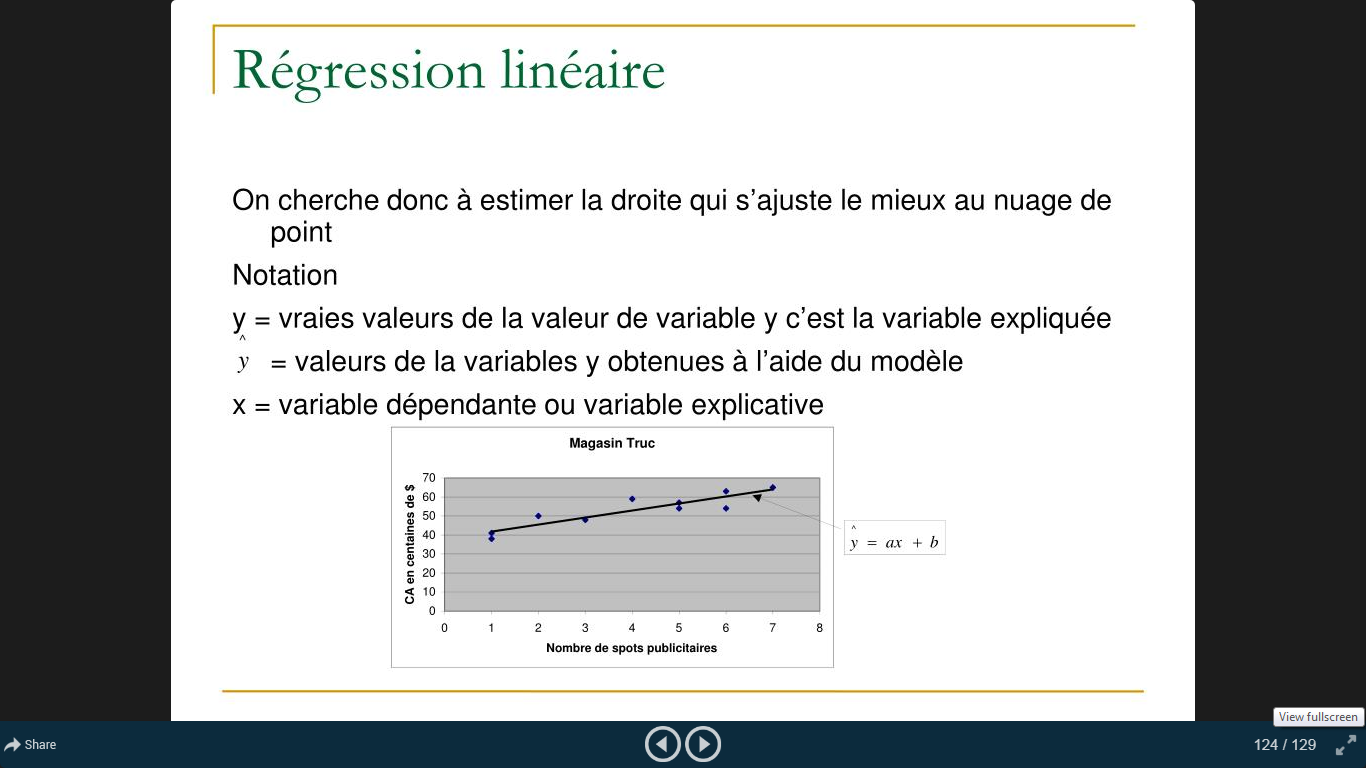 Régression linéaire
On cherche donc à estimer la droite qui s’ajuste le mieux au nuage de
point
Notation
y = vraies valeurs de la valeur de variable y c’est la variable expliquée
ŷ = valeurs de la variables y obtenues à l’aide du modèle
x = variable dépendante ou variable explicative
Magasin Truc
CA en centaines de $
70
60
50
40
30
20
10
0
0 1 2 3 4 5 6 7 8
Nombre de spots publicitaires
ŷ = ax + b
View fullscreen
Share
124 / 129